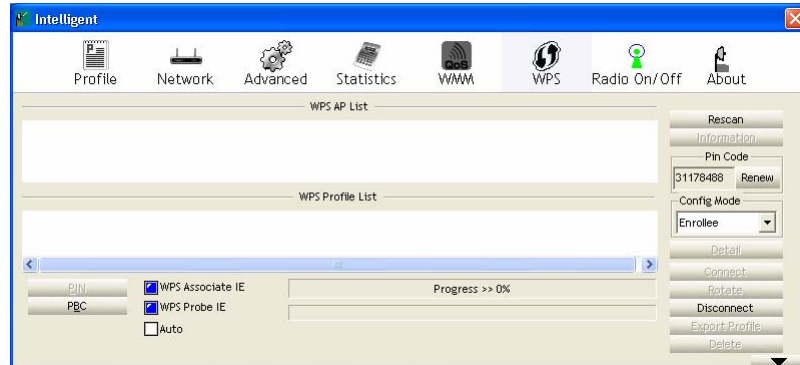 Intelligent
Profile Network Advanced Statistics WMM WPS Radio On/Off About
QoS
WPS AP List
Rescan
Information
Pin Code
31178488 Renew
WPS Profile List
Config Mode
Enrollee
Detail
PIN
WPS Associate IE
Progress >> 0%
Connect
Rotate
PBC
WPS Probe IE
Disconnect
Auto
Export Profile
Delete